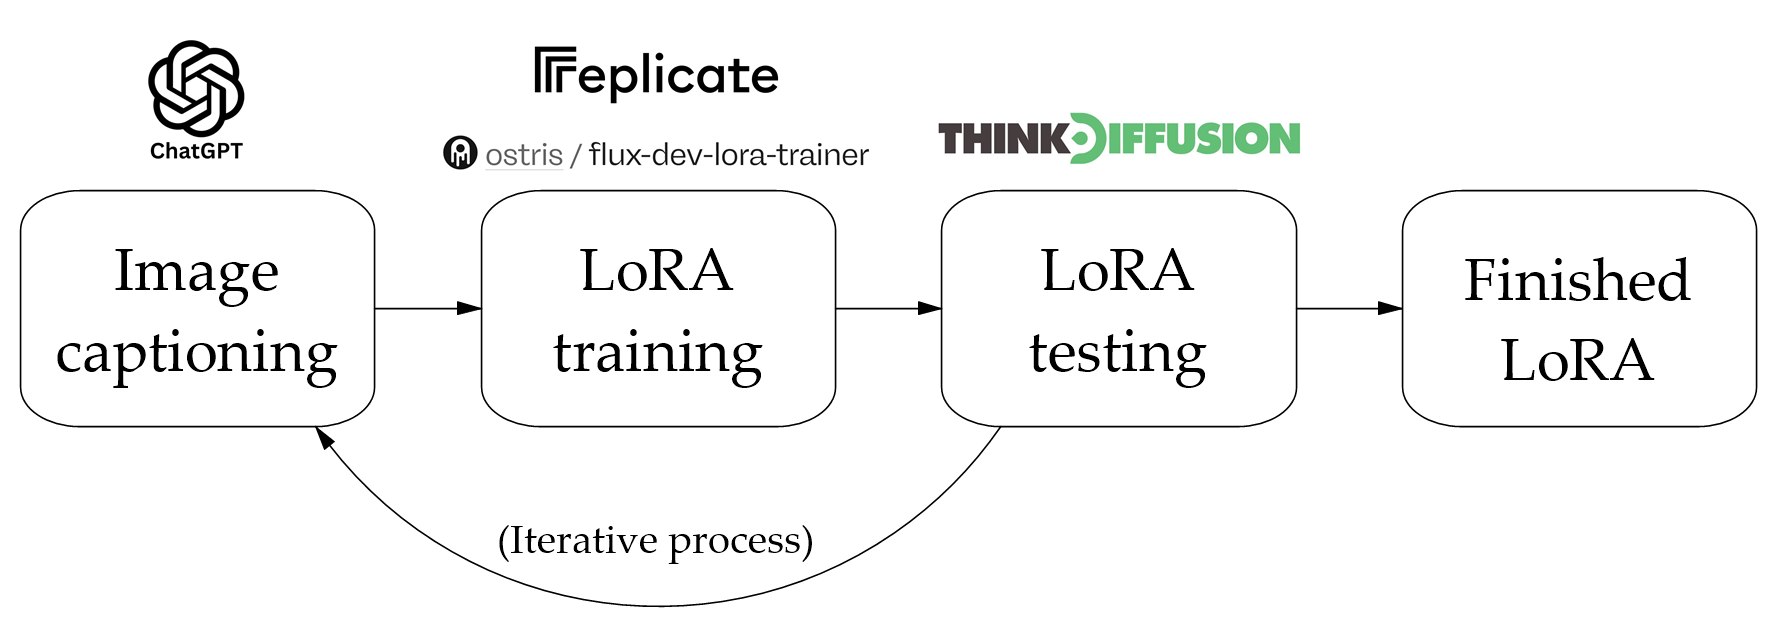 ChatGPT
replicate
ostris / flux-dev-lora-trainer
THINKDIFFUSION
Image
captioning
LoRA
training
LoRA
testing
Finished
LoRA
(Iterative process)